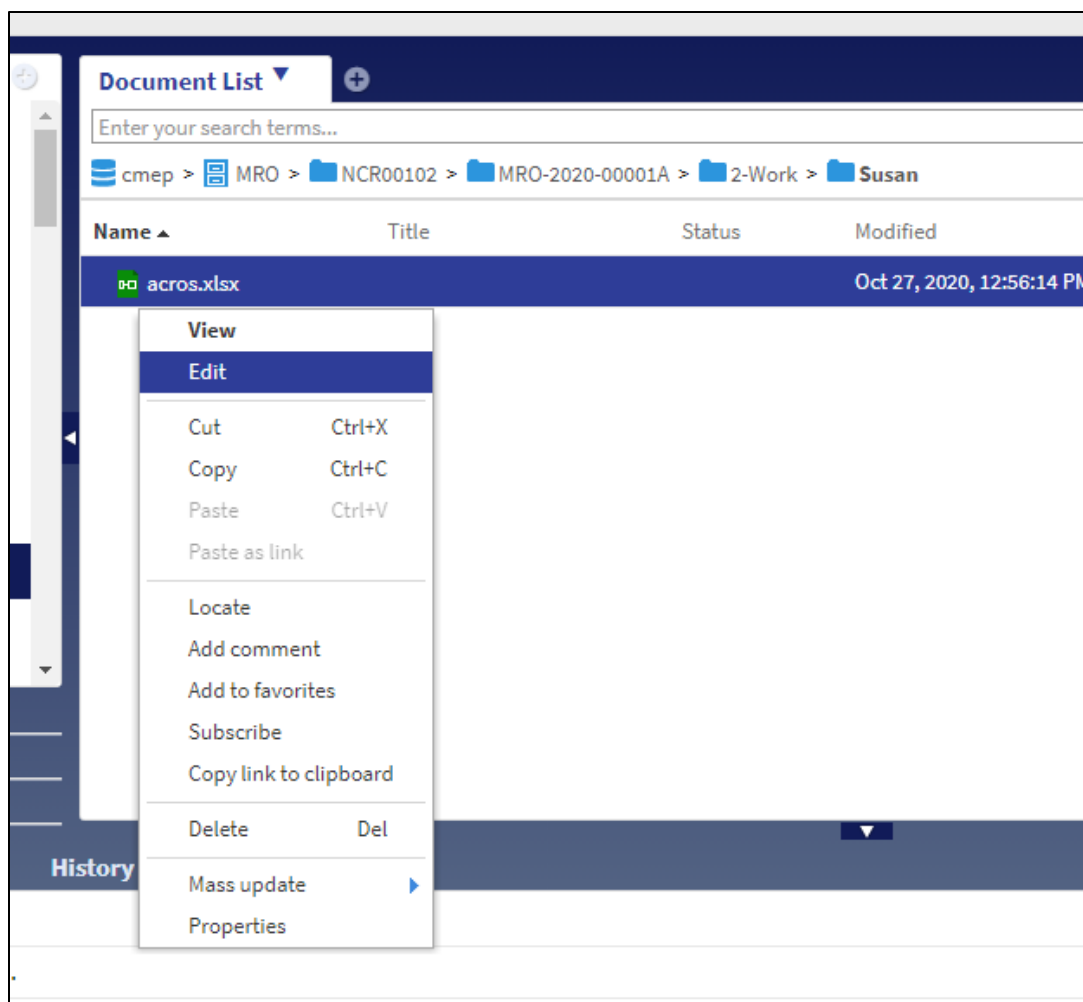 Document List
Enter your search terms...
cmep > MRO > NCR00102 > MRO-2020-00001A > 2-Work > Susan
Name Title Status Modified
acros.xlsx Oct 27, 2020, 12:56:14 PM
View
Edit
Cut Ctrl+X
Copy Ctrl+C
Paste Ctrl+V
Paste as link
Locate
Add comment
Add to favorites
Subscribe
Copy link to clipboard
Delete Del
History
Mass update
Properties